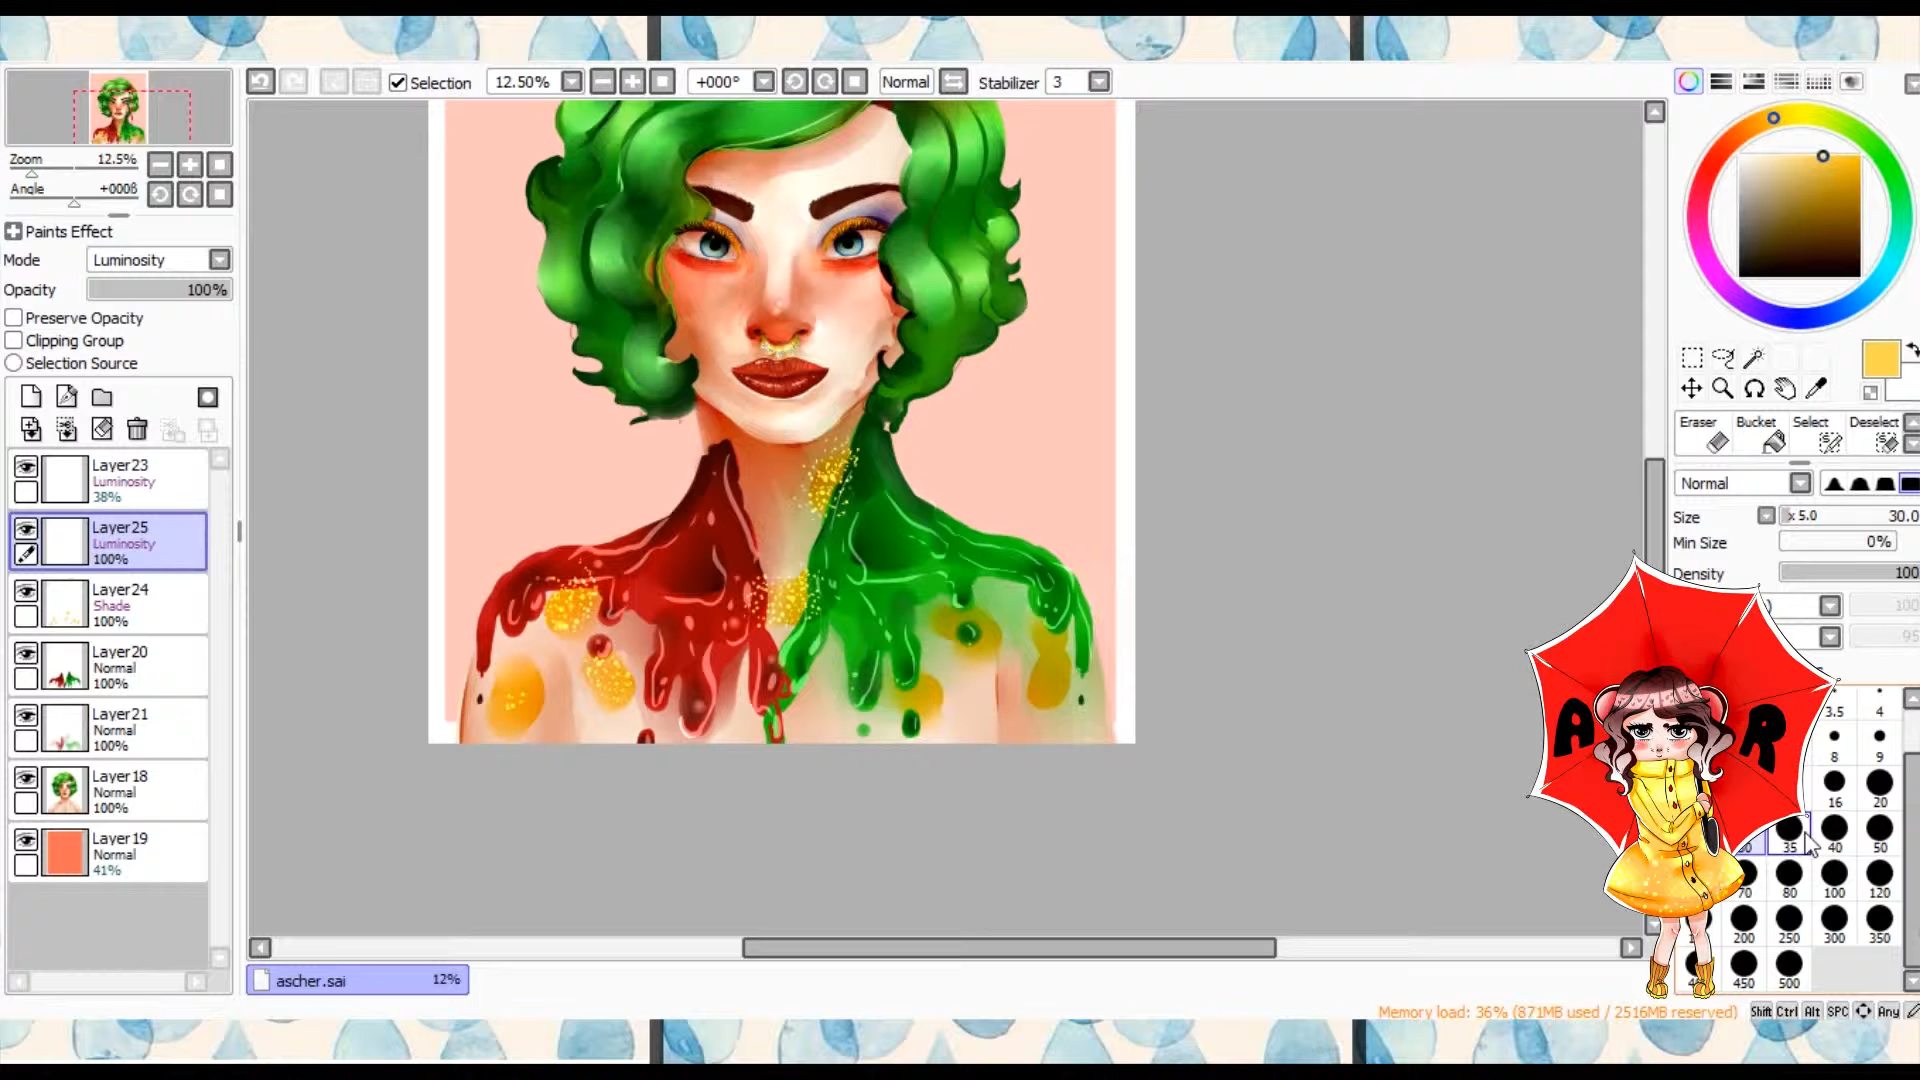 Selection 12.50% +000° Normal Stabilizer 3
Zoom 12.5%
Angle +000ß
Paints Effect
Mode Luminosity
Opacity 100%
Preserve Opacity
Clipping Group
Selection Source
Layer23
Luminosity
38%
Layer25
Luminosity
100%
Layer24
Shade
100%
Layer20
Normal
100%
Layer21
Normal
100%
Layer18
Normal
100%
Layer19
Normal
41%
ascher.sai 12%
Eraser Bucket Select Deselect
Normal
Size x 5.0 30.0
Min Size 0%
Density 100
100
95
A R
3.5 4
8 9
16 20
35 40 50
70 80 100 120
200 250 300 350
450 500
Memory load: 36% (871MB used / 2516MB reserved) Shift Ctrl Alt SPC Any